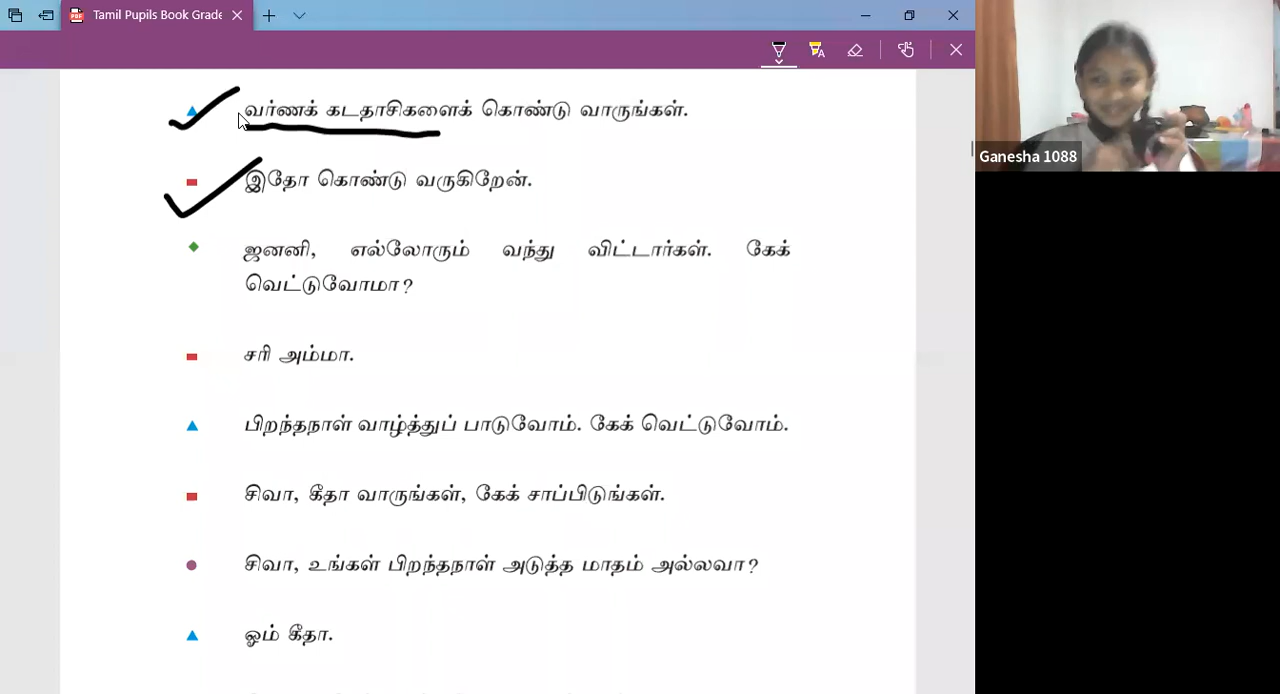 Tamil Pupils Book Grade
வர்ணக் கடதாசிகளைக் கொண்டு வாருங்கள்.
Ganesha 1088
இதோ கொண்டு வருகிறேன்.
ஜனனி, எல்லோரும் வந்து விட்டார்கள். கேக்
வெட்டுவோமா?
சரி அம்மா.
பிறந்தநாள் வாழ்த்துப் பாடுவோம். கேக் வெட்டுவோம்.
சிவா, கீதா வாருங்கள், கேக் சாப்பிடுங்கள்.
சிவா, உங்கள் பிறந்தநாள் அடுத்த மாதம் அல்லவா?
ஓம் கீதா.